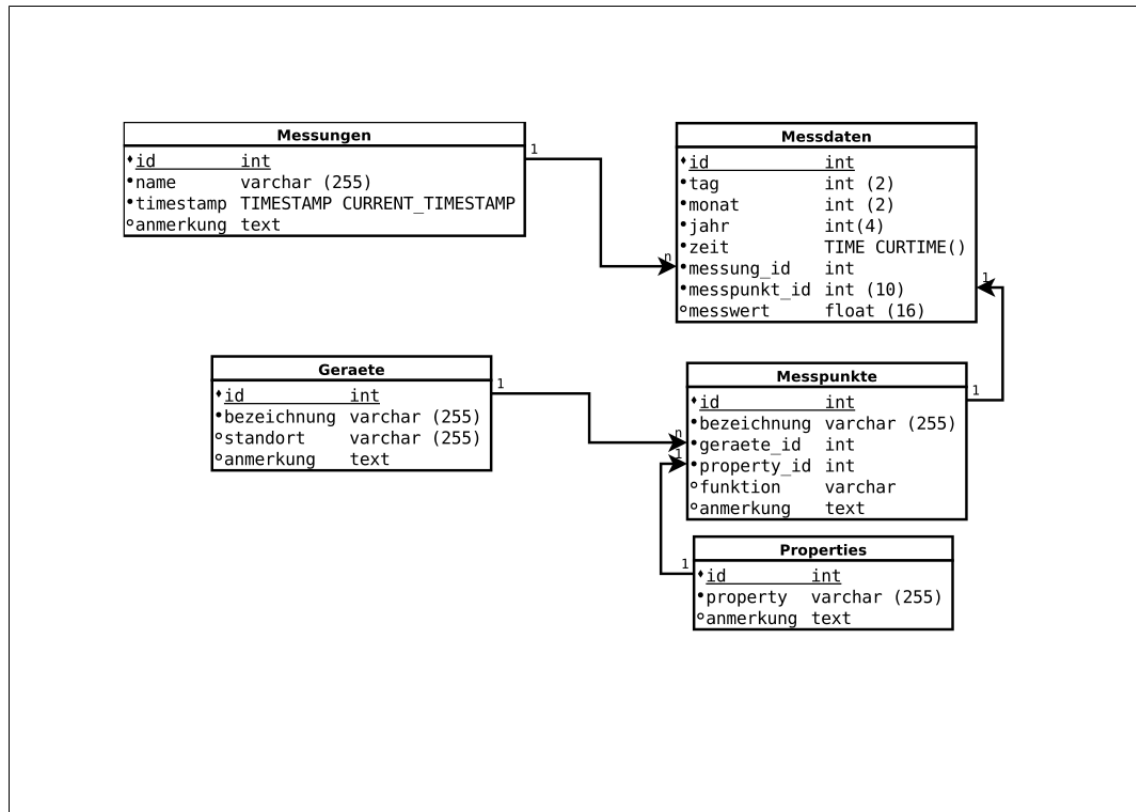 Messungen
id int
name varchar (255)
timestamp TIMESTAMP CURRENT_TIMESTAMP
anmerkung text
1
n
Messdaten
id int
tag int (2)
monat int (2)
jahr int(4)
zeit TIME CURTIME()
messung_id int
messpunkt_id int (10)
messwert float (16)
1
1
Geraete
id int
bezeichnung varchar (255)
standort varchar (255)
anmerkung text
1
n
1
Messpunkte
id int
bezeichnung varchar (255)
geraete_id int
property_id int
funktion varchar
anmerkung text
1
Properties
id int
property varchar (255)
anmerkung text